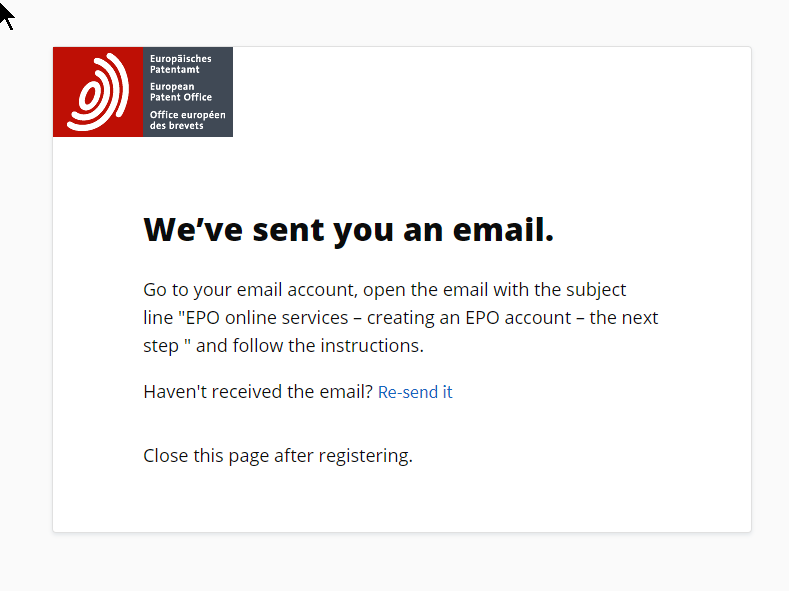 Europäisches
Patentamt
European
Patent Office
Office européen
des brevets
We’ve sent you an email.
Go to your email account, open the email with the subject
line "EPO online services – creating an EPO account – the next
step " and follow the instructions.
Haven't received the email? Re-send it
Close this page after registering.